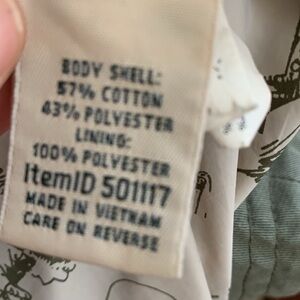 BODY SHELL:
57% COTTON
43% POLYESTER
LINING:
100% POLYESTER
ItemID 501117
MADE IN VIETNAM
CARE ON REVERSE